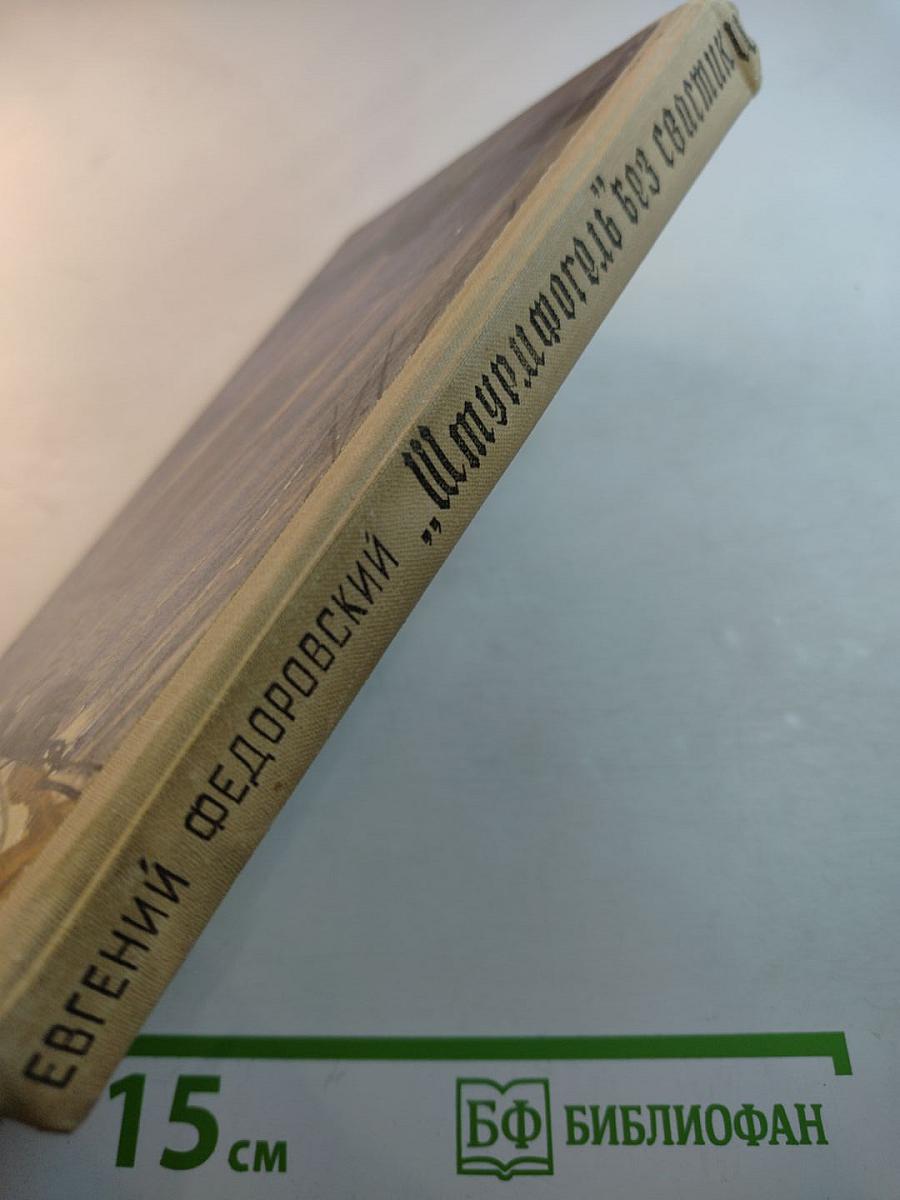 ЕВГЕНИЙ ФЕДОРОВСКИЙ „Штурмфогель" без свастики
15 см
БФ БИБЛИОФАН